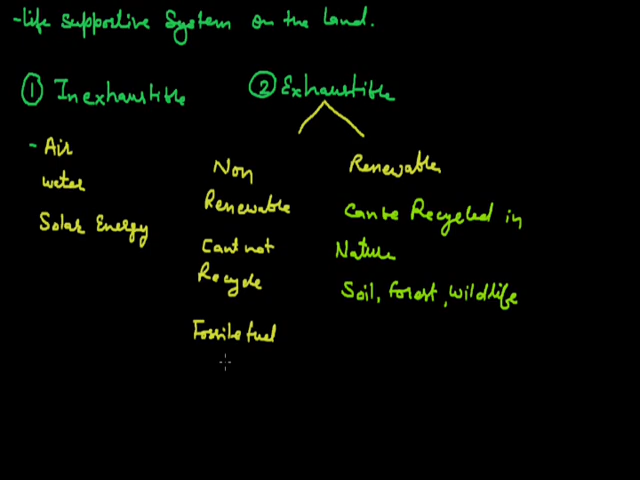 -life supportive System on the Land.
① Inexhaustible
② Exhaustible
- Air
water
Solar Energy
Non
Renewable
Cant not
Recycle
Fossile fuel
Renewable
Can be Recycled in
Nature
Soil, Forest, wildlife